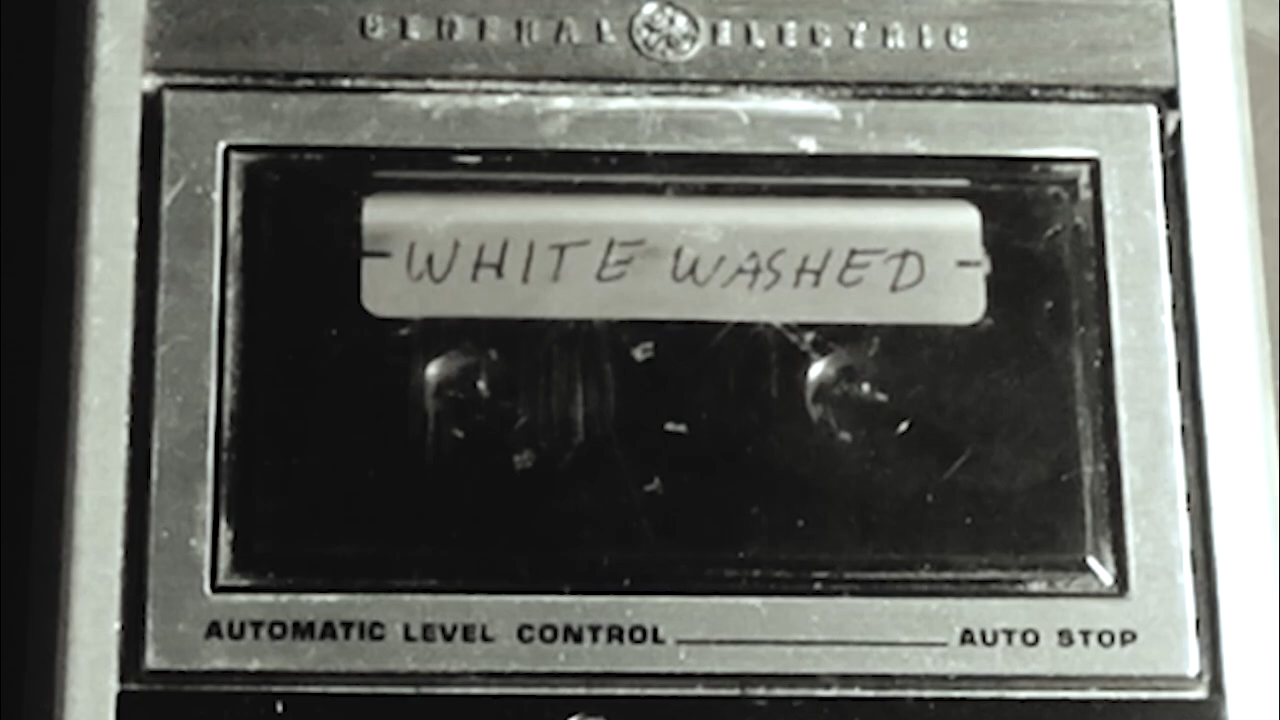 GENERAL ELECTRIC
- WHITE WASHED -
AUTOMATIC LEVEL CONTROL AUTO STOP